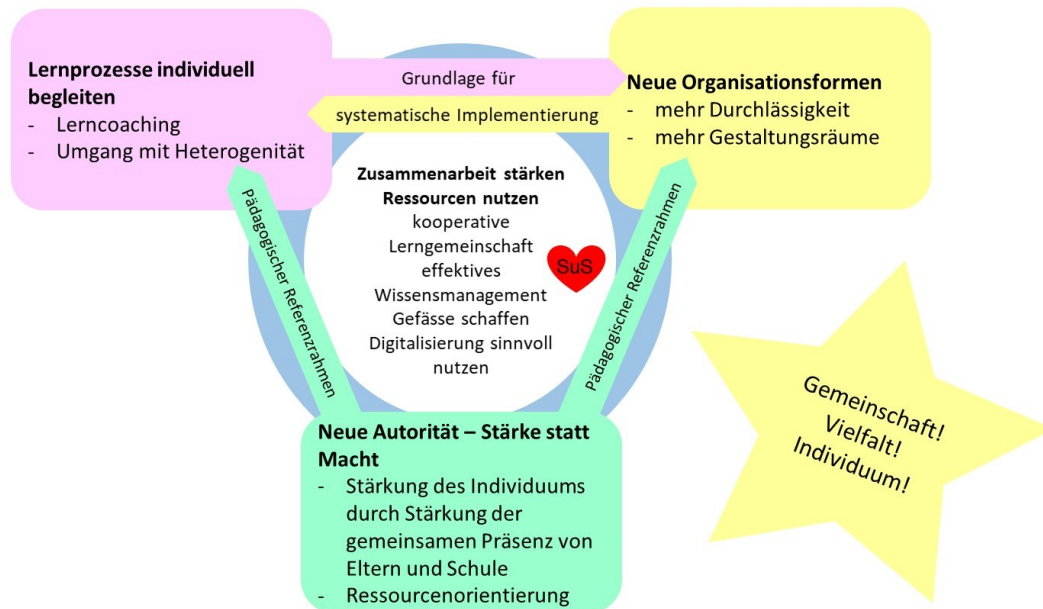 Lernprozesse individuell
begleiten
- Lerncoaching
- Umgang mit Heterogenität
Grundlage für
systematische Implementierung
Neue Organisationsformen
- mehr Durchlässigkeit
- mehr Gestaltungsräume
Zusammenarbeit stärken
Ressourcen nutzen
kooperative
Lerngemeinschaft
effektives
Wissensmanagement
Gefässe schaffen
Digitalisierung sinnvoll
nutzen
SuS
Pädagogischer Referenzrahmen
Pädagogischer Referenzrahmen
Neue Autorität – Stärke statt
Macht
- Stärkung des Individuums
durch Stärkung der
gemeinsamen Präsenz von
Eltern und Schule
- Ressourcenorientierung
Gemeinschaft!
Vielfalt!
Individuum!